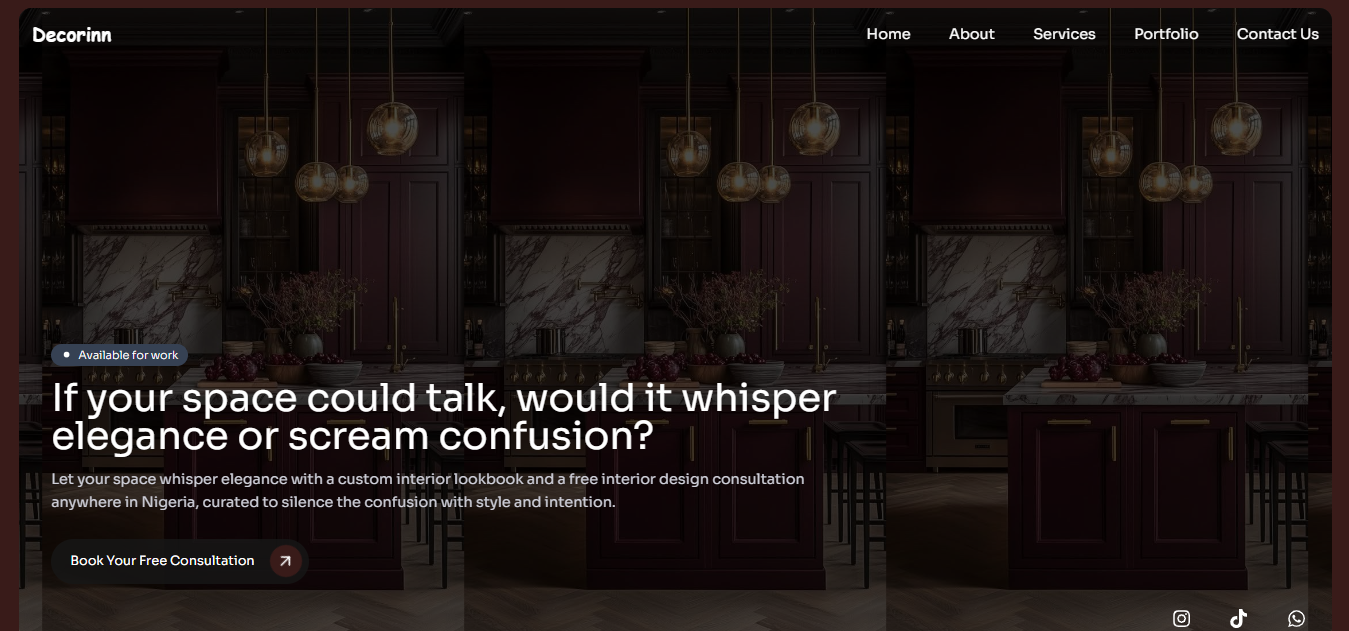 Decorinn
Home About Services Portfolio Contact Us
Available for work
If your space could talk, would it whisper
elegance or scream confusion?
Let your space whisper elegance with a custom interior lookbook and a free interior design consultation
anywhere in Nigeria, curated to silence the confusion with style and intention.
Book Your Free Consultation